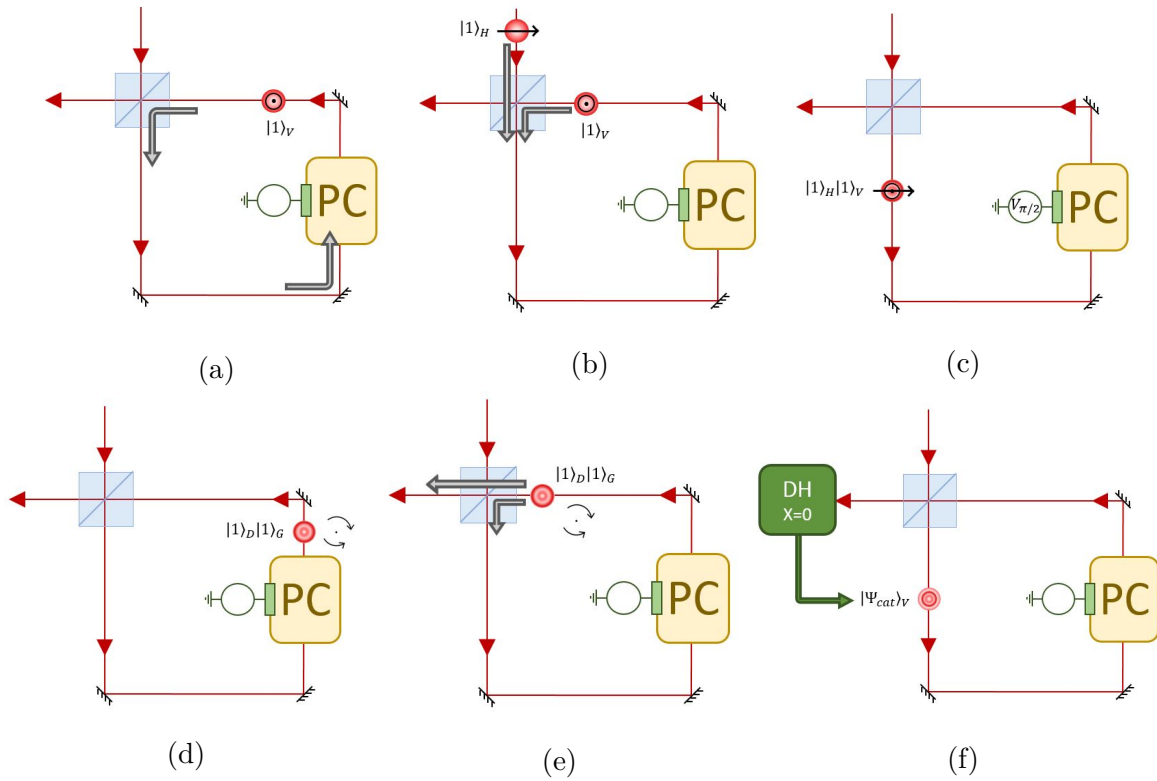 |1⟩_V
PC
(a)
|1⟩_H
|1⟩_V
PC
(b)
|1⟩_H|1⟩_V
V_{π/2}
PC
(c)
|1⟩_D|1⟩_G
PC
(d)
|1⟩_D|1⟩_G
PC
(e)
DH
X=0
|Ψ_{cat}⟩_V
PC
(f)